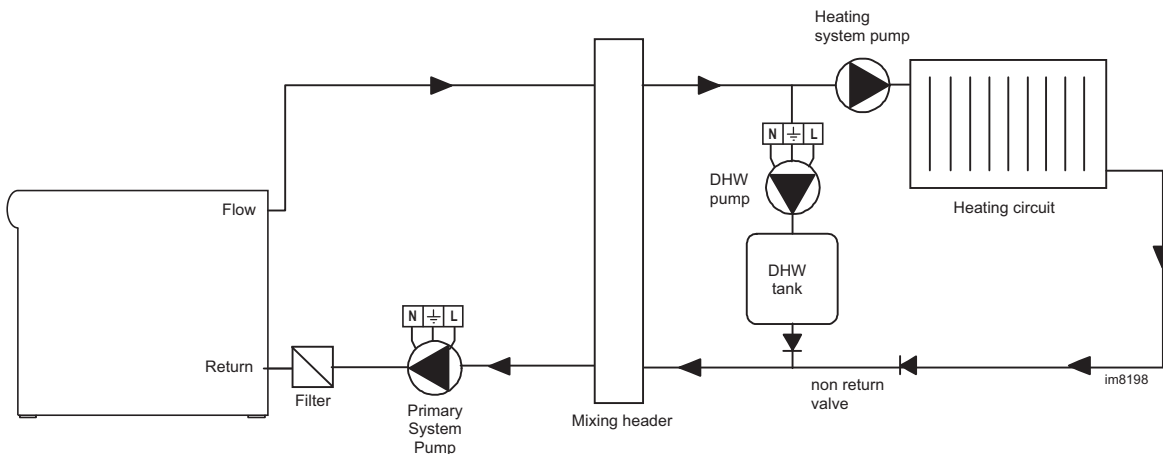 Heating
system pump
N ⏚ L
DHW
pump
Flow
Heating circuit
DHW
tank
N ⏚ L
Return
Filter
Primary
System
Pump
Mixing header
non return
valve
im8198